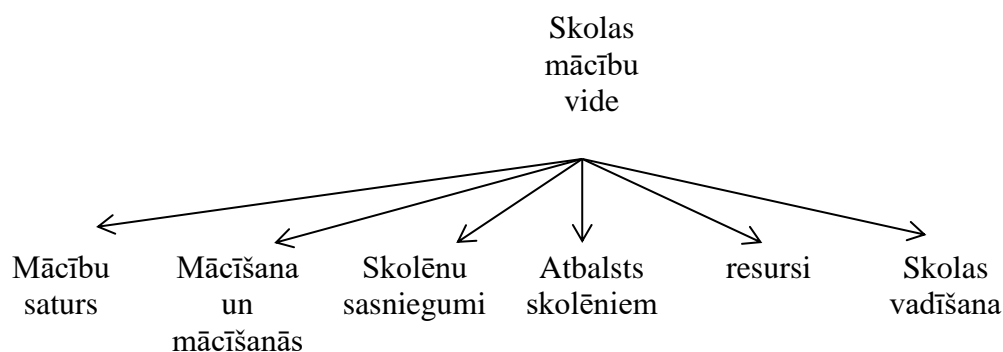 Skolas
mācību
vide
Mācību
saturs
Mācīšana
un
mācīšanās
Skolēnu
sasniegumi
Atbalsts
skolēniem
resursi
Skolas
vadīšana